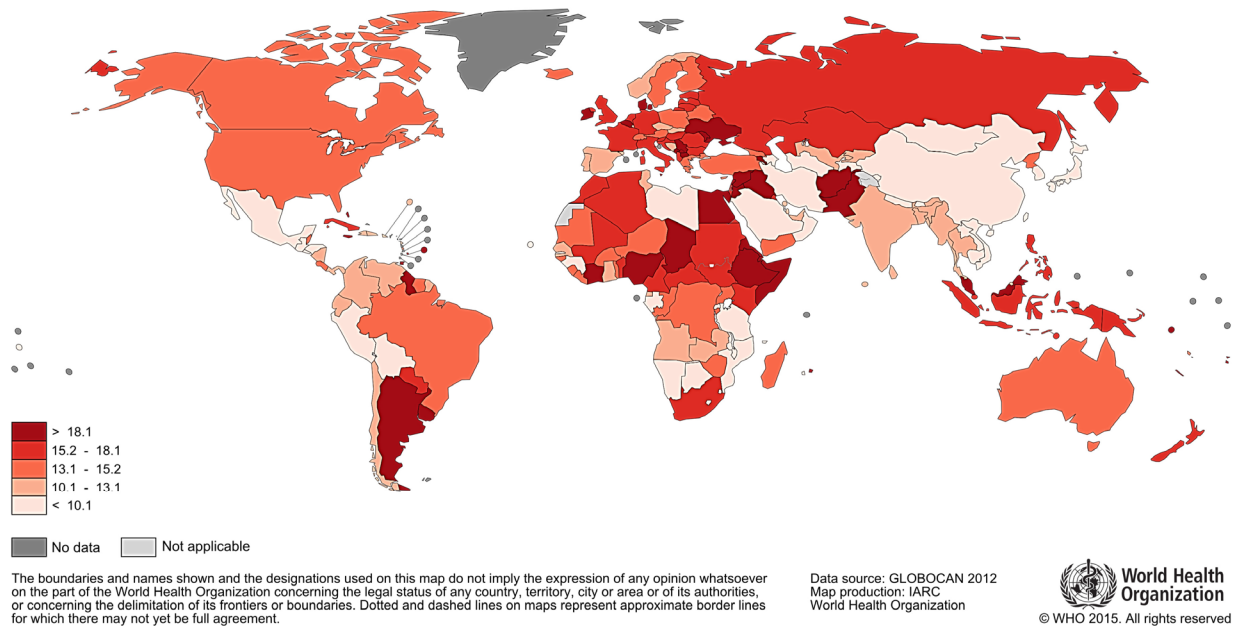 > 18.1
15.2 - 18.1
13.1 - 15.2
10.1 - 13.1
< 10.1
No data
Not applicable
The boundaries and names shown and the designations used on this map do not imply the expression of any opinion whatsoever
on the part of the World Health Organization concerning the legal status of any country, territory, city or area or of its authorities,
or concerning the delimitation of its frontiers or boundaries. Dotted and dashed lines on maps represent approximate border lines
for which there may not yet be full agreement.
Data source: GLOBOCAN 2012
Map production: IARC
World Health Organization
World Health
Organization
© WHO 2015. All rights reserved